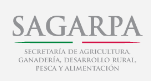 SAGARPA
SECRETARÍA DE AGRICULTURA,
GANADERÍA, DESARROLLO RURAL,
PESCA Y ALIMENTACIÓN